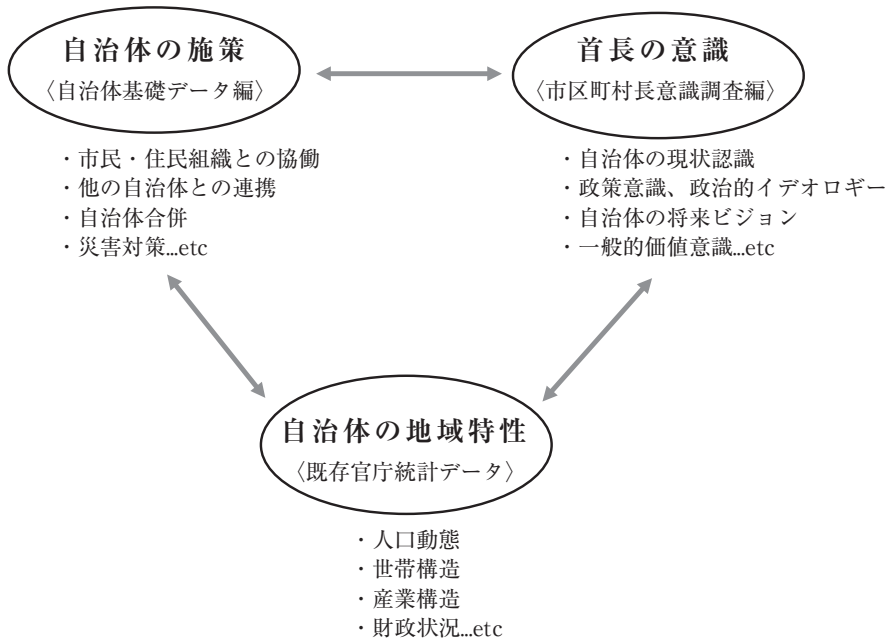 自治体の施策
〈自治体基礎データ編〉
・市民・住民組織との協働
・他の自治体との連携
・自治体合併
・災害対策...etc
首長の意識
〈市区町村長意識調査編〉
・自治体の現状認識
・政策意識、政治的イデオロギー
・自治体の将来ビジョン
・一般的価値意識...etc
自治体の地域特性
〈既存官庁統計データ〉
・人口動態
・世帯構造
・産業構造
・財政状況...etc